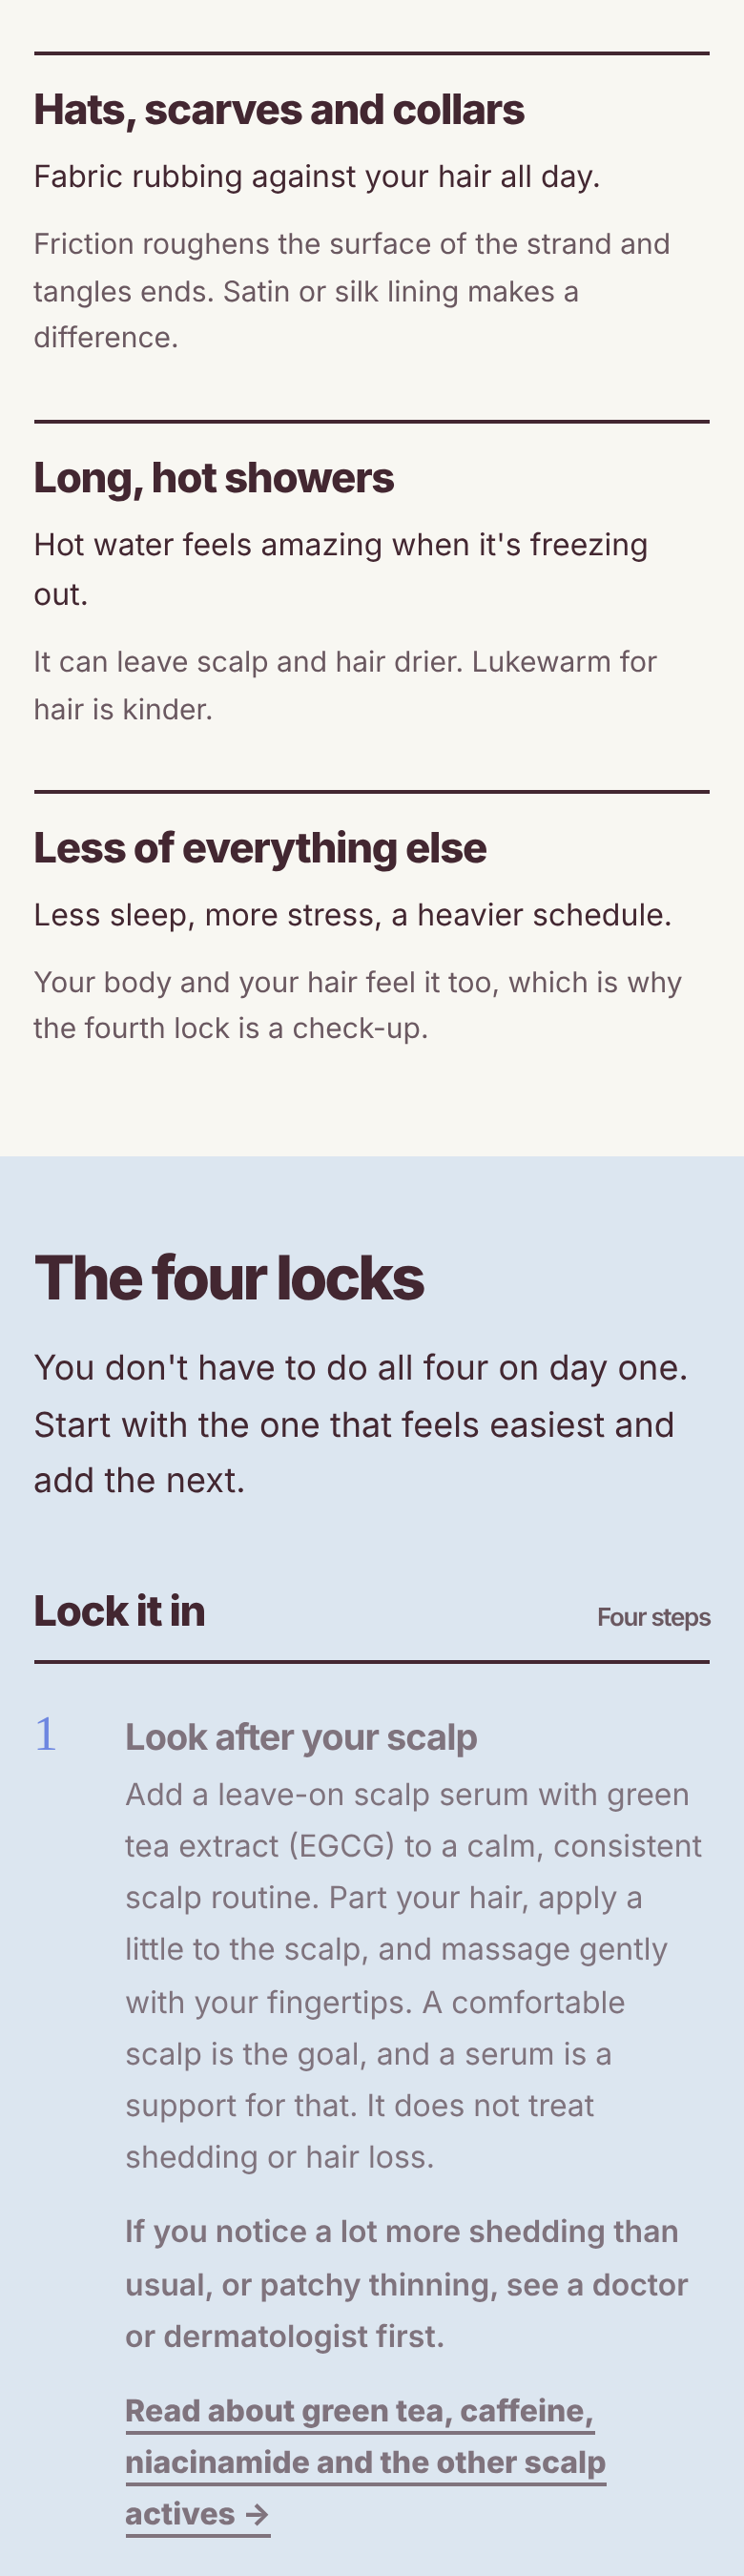 Hats, scarves and collars
Fabric rubbing against your hair all day.
Friction roughens the surface of the strand and
tangles ends. Satin or silk lining makes a
difference.
Long, hot showers
Hot water feels amazing when it's freezing
out.
It can leave scalp and hair drier. Lukewarm for
hair is kinder.
Less of everything else
Less sleep, more stress, a heavier schedule.
Your body and your hair feel it too, which is why
the fourth lock is a check-up.
The four locks
You don't have to do all four on day one.
Start with the one that feels easiest and
add the next.
Lock it in
Four steps
1
Look after your scalp
Add a leave-on scalp serum with green
tea extract (EGCG) to a calm, consistent
scalp routine. Part your hair, apply a
little to the scalp, and massage gently
with your fingertips. A comfortable
scalp is the goal, and a serum is a
support for that. It does not treat
shedding or hair loss.
If you notice a lot more shedding than
usual, or patchy thinning, see a doctor
or dermatologist first.
Read about green tea, caffeine,
niacinamide and the other scalp
actives →